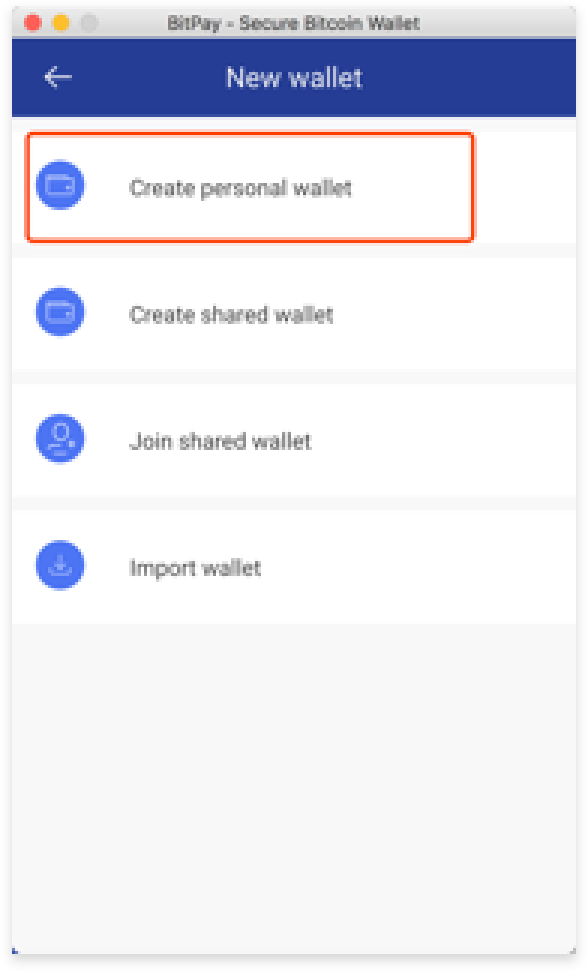 BitPay – Secure Bitcoin Wallet
New wallet
Create personal wallet
Create shared wallet
Join shared wallet
Import wallet